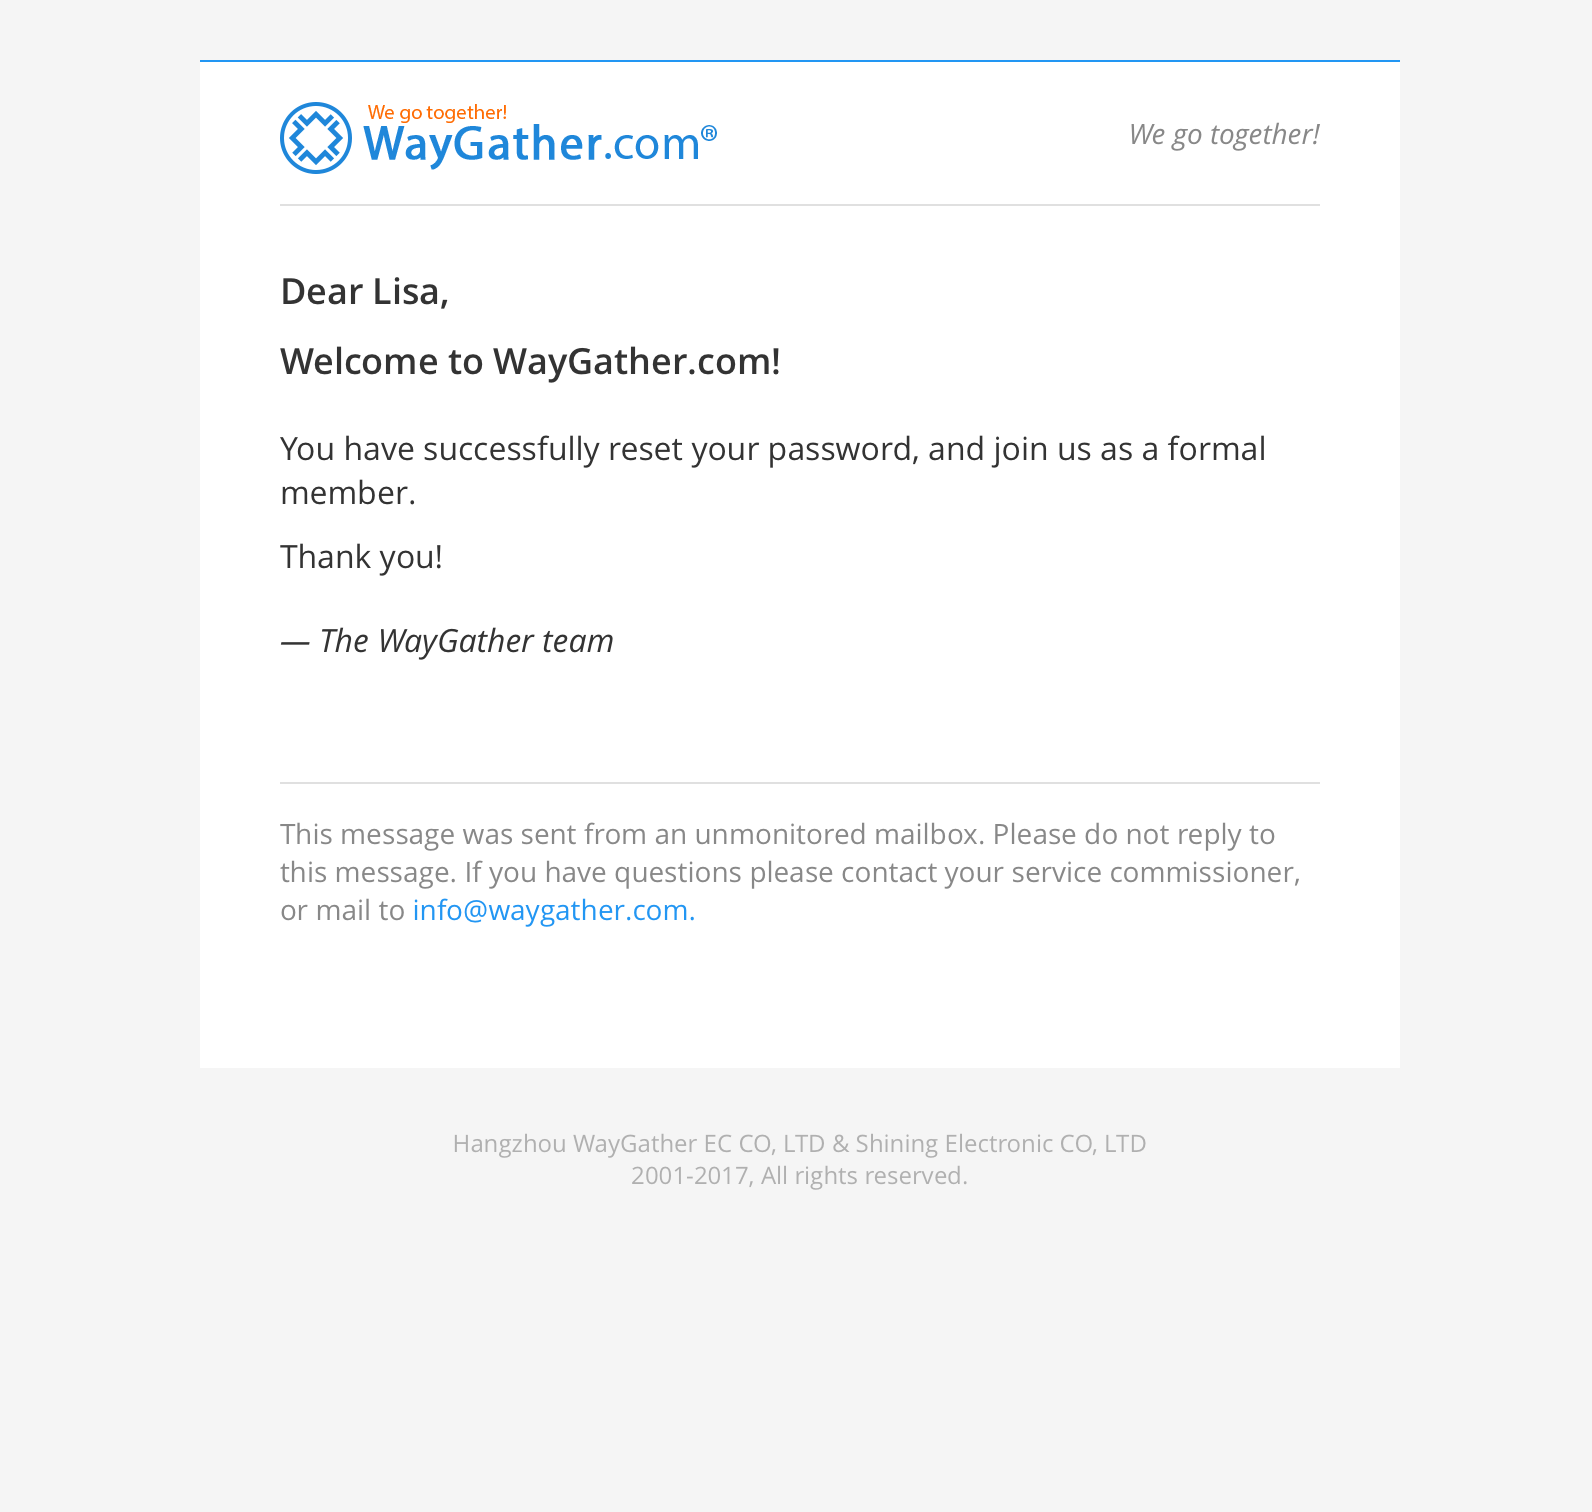 We go together!
WayGather.com®
We go together!
Dear Lisa,
Welcome to WayGather.com!
You have successfully reset your password, and join us as a formal
member.
Thank you!
— The WayGather team
This message was sent from an unmonitored mailbox. Please do not reply to
this message. If you have questions please contact your service commissioner,
or mail to info@waygather.com.
Hangzhou WayGather EC CO, LTD & Shining Electronic CO, LTD
2001-2017, All rights reserved.